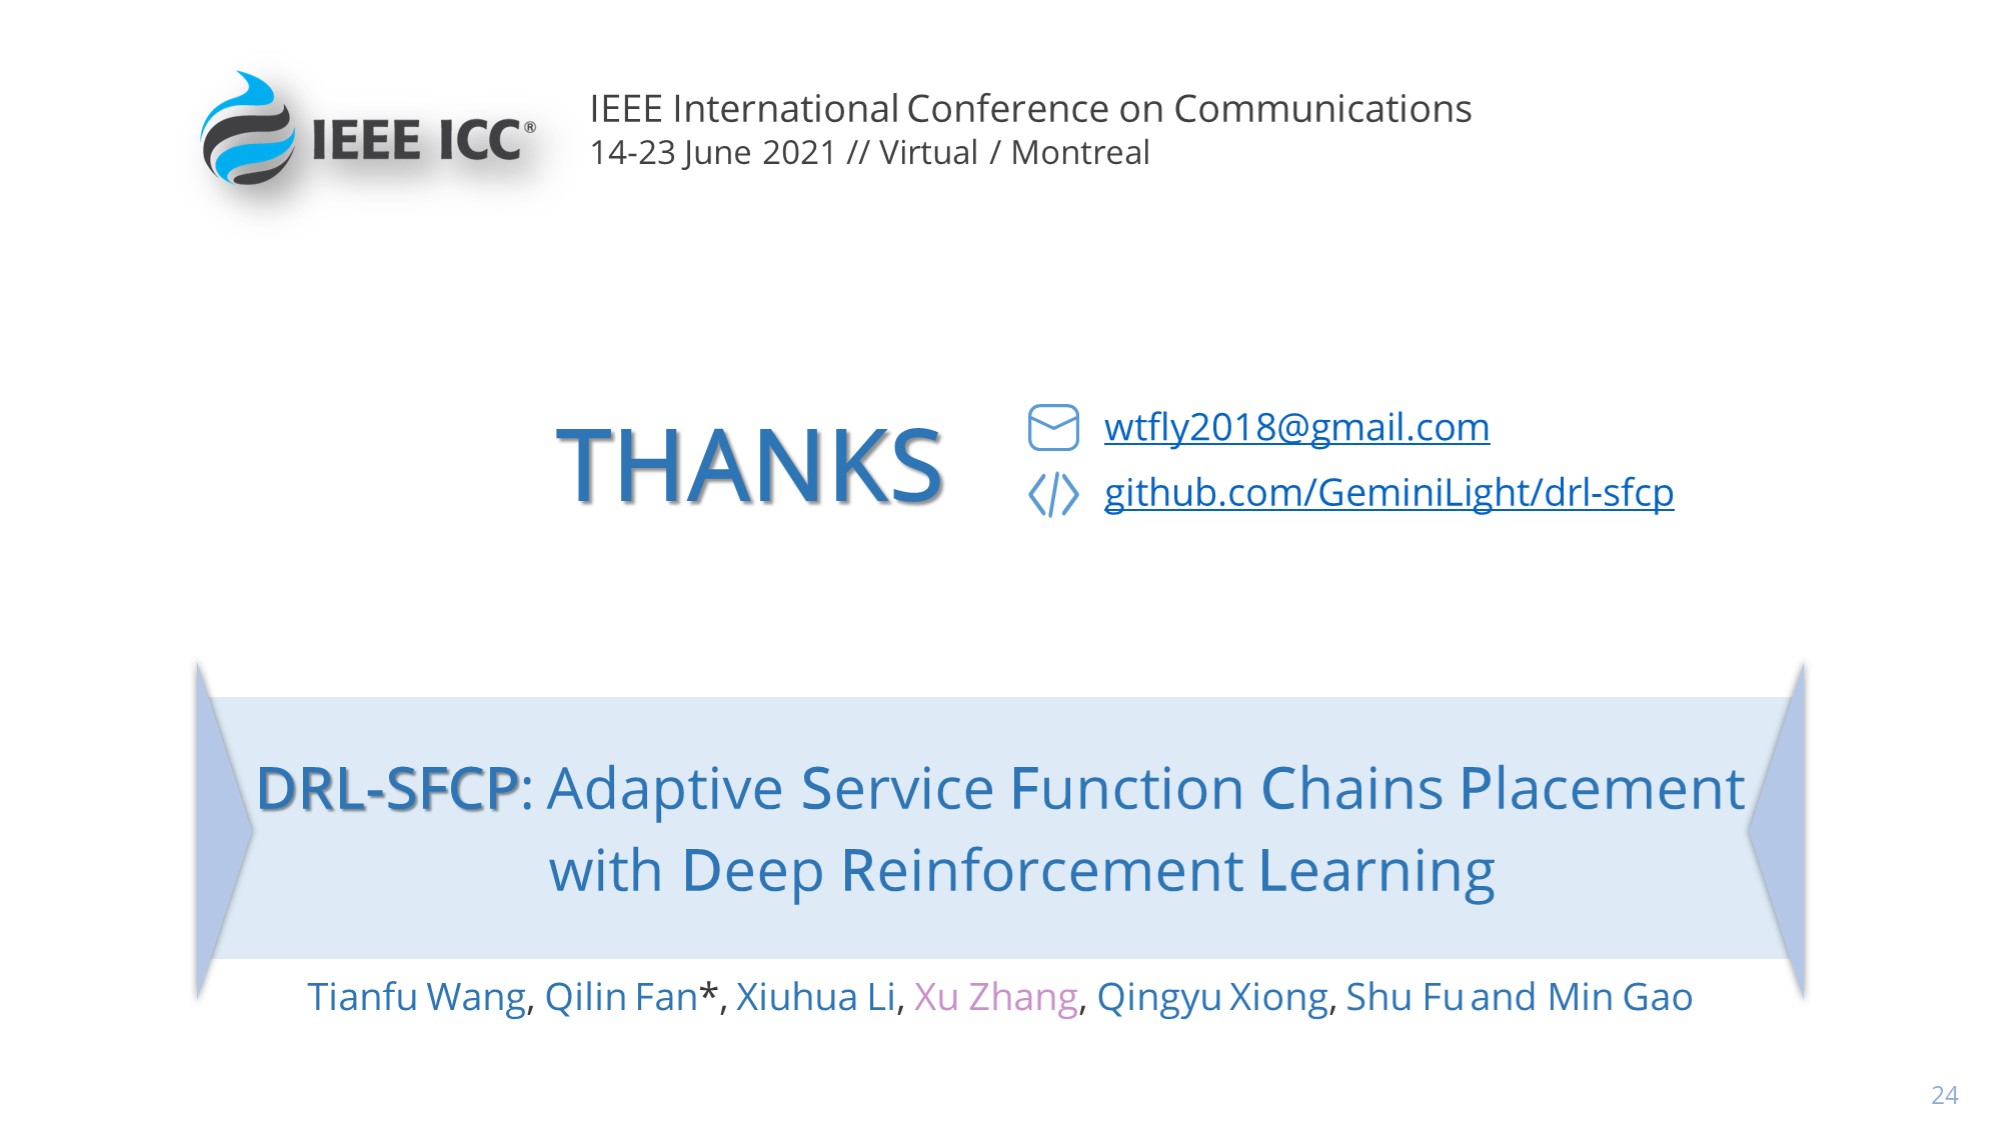 IEEE ICC®
IEEE International Conference on Communications
14-23 June 2021 // Virtual / Montreal
THANKS
wtfly2018@gmail.com
github.com/GeminiLight/drl-sfcp
DRL-SFCP: Adaptive Service Function Chains Placement
with Deep Reinforcement Learning
Tianfu Wang, Qilin Fan*, Xiuhua Li, Xu Zhang, Qingyu Xiong, Shu Fu and Min Gao
24